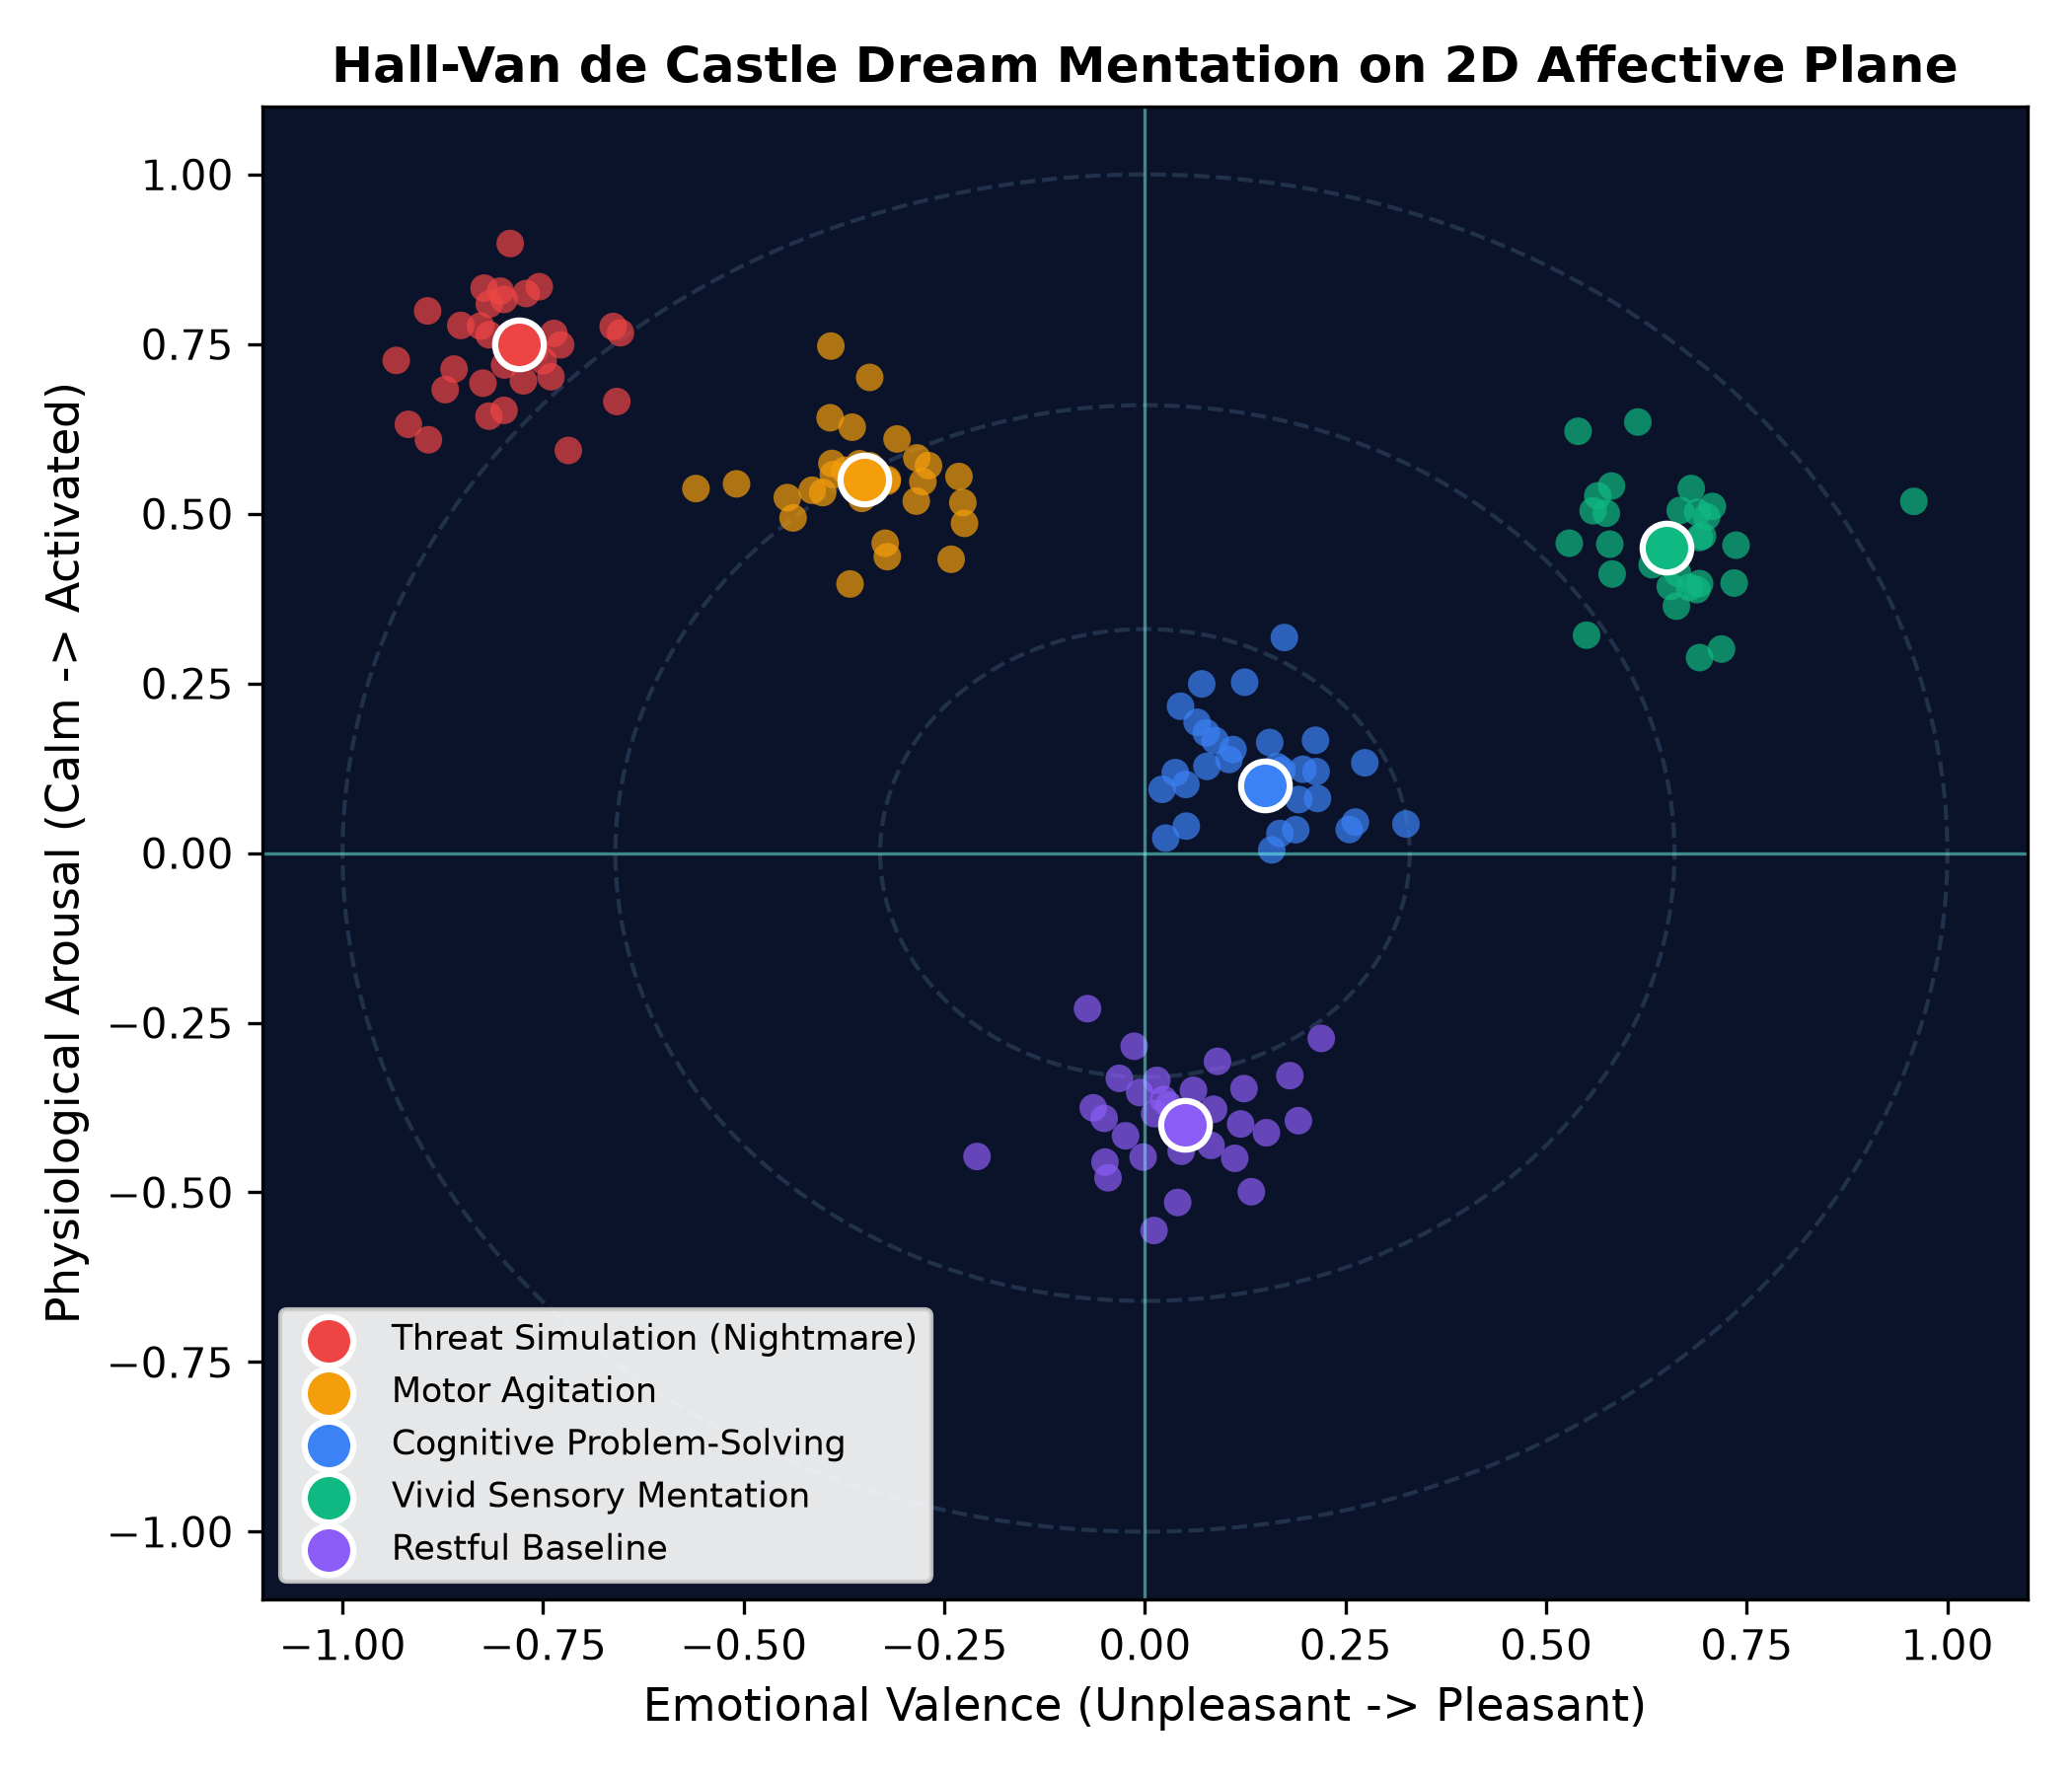 Hall-Van de Castle Dream Mentation on 2D Affective Plane
Physiological Arousal (Calm -> Activated)
1.00
0.75
0.50
0.25
0.00
−0.25
−0.50
−0.75
−1.00
Threat Simulation (Nightmare)
Motor Agitation
Cognitive Problem-Solving
Vivid Sensory Mentation
Restful Baseline
−1.00 −0.75 −0.50 −0.25 0.00 0.25 0.50 0.75 1.00
Emotional Valence (Unpleasant -> Pleasant)